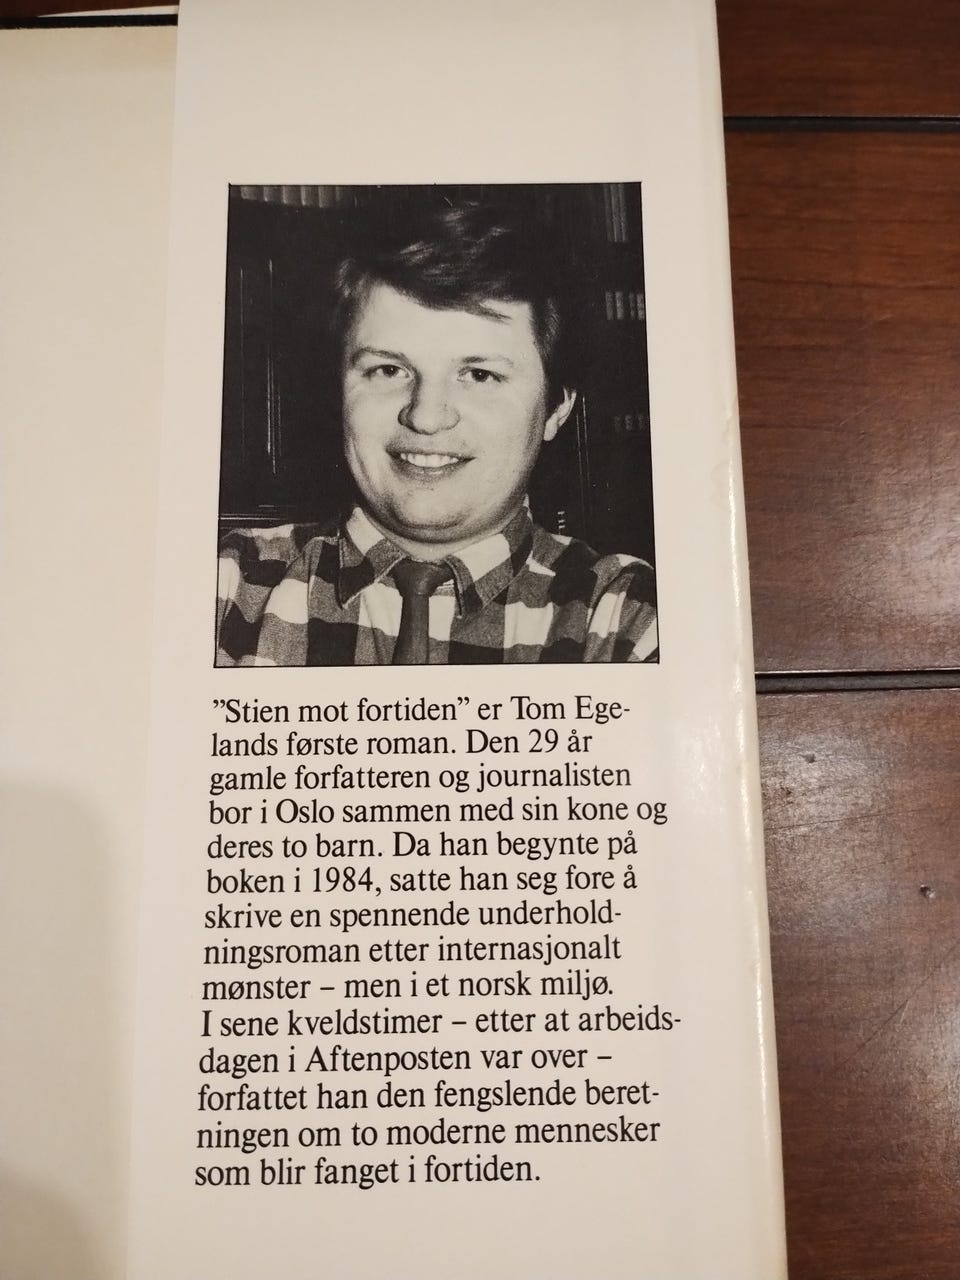 ”Stien mot fortiden” er Tom Ege-
lands første roman. Den 29 år
gamle forfatteren og journalisten
bor i Oslo sammen med sin kone og
deres to barn. Da han begynte på
boken i 1984, satte han seg fore å
skrive en spennende underhold-
ningsroman etter internasjonalt
mønster – men i et norsk miljø.
I sene kveldstimer – etter at arbeids-
dagen i Aftenposten var over –
forfattet han den fengslende beret-
ningen om to moderne mennesker
som blir fanget i fortiden.